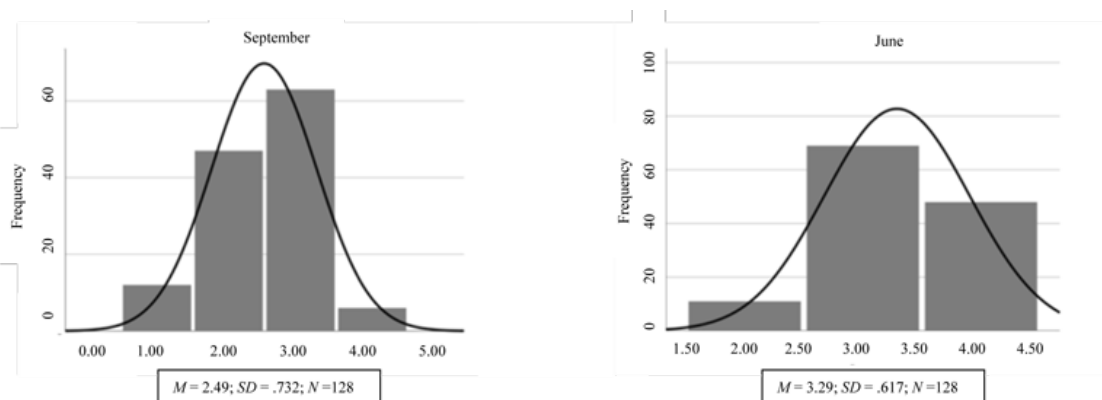 September
Frequency
60
40
20
0
0.00 1.00 2.00 3.00 4.00 5.00
M = 2.49; SD = .732; N =128
June
Frequency
100
80
60
40
20
0
1.50 2.00 2.50 3.00 3.50 4.00 4.50
M = 3.29; SD = .617; N =128